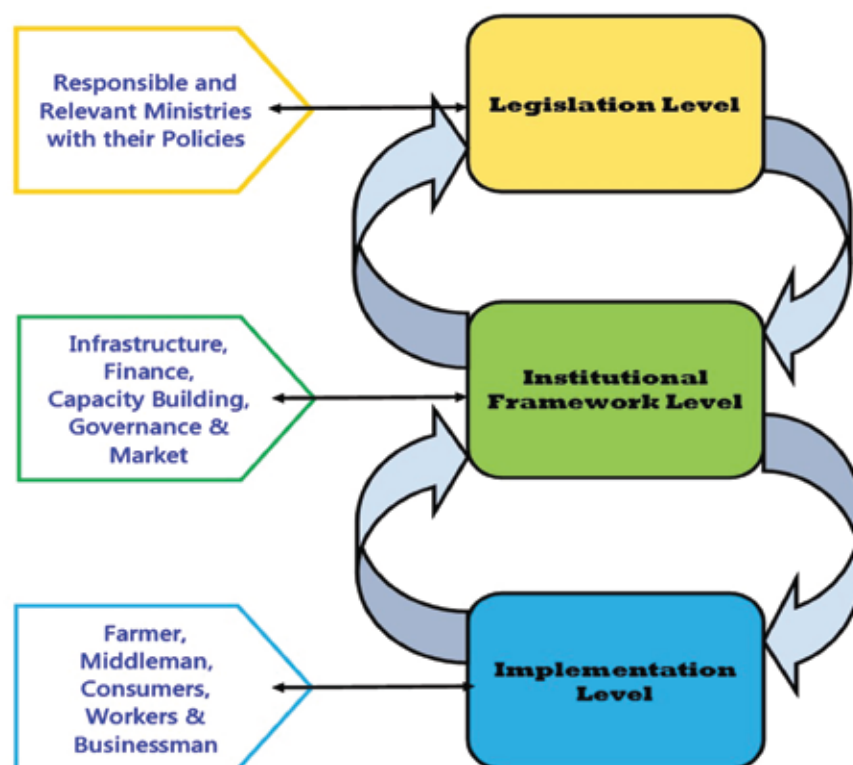 Responsible and
Relevant Ministries
with their Policies
Legislation Level
Infrastructure,
Finance,
Capacity Building,
Governance &
Market
Institutional
Framework Level
Farmer,
Middleman,
Consumers,
Workers &
Businessman
Implementation
Level